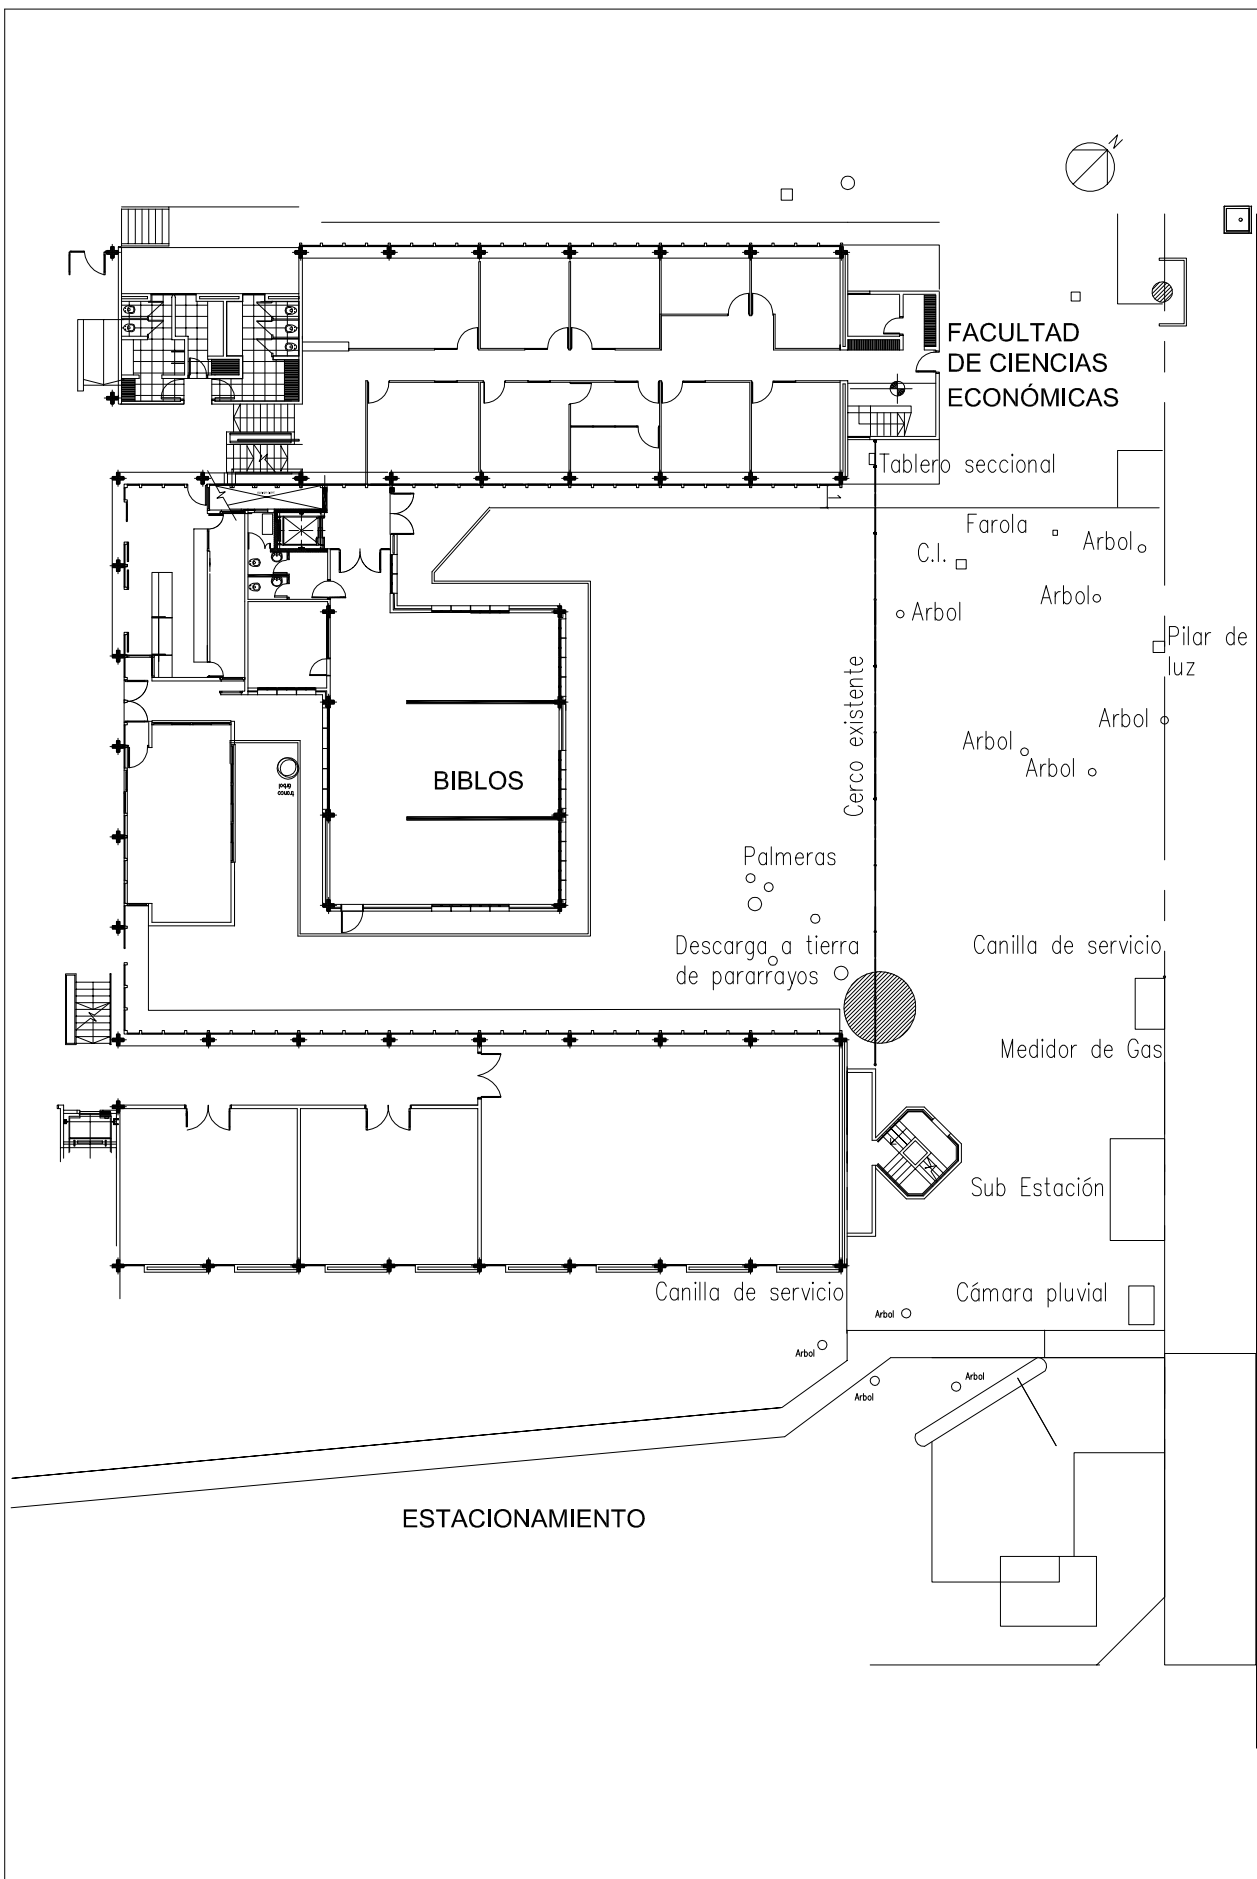 N
FACULTAD
DE CIENCIAS
ECONÓMICAS
Tablero seccional
Farola
Arbol
C.I.
Arbol
Arbol
Pilar de
luz
Cerco existente
Arbol
Arbol
Arbol
BIBLOS
tronco
árbol
Palmeras
Descarga a tierra
de pararrayos
Canilla de servicio
Medidor de Gas
Sub Estación
Canilla de servicio
Cámara pluvial
Arbol
Arbol
Arbol
Arbol
ESTACIONAMIENTO